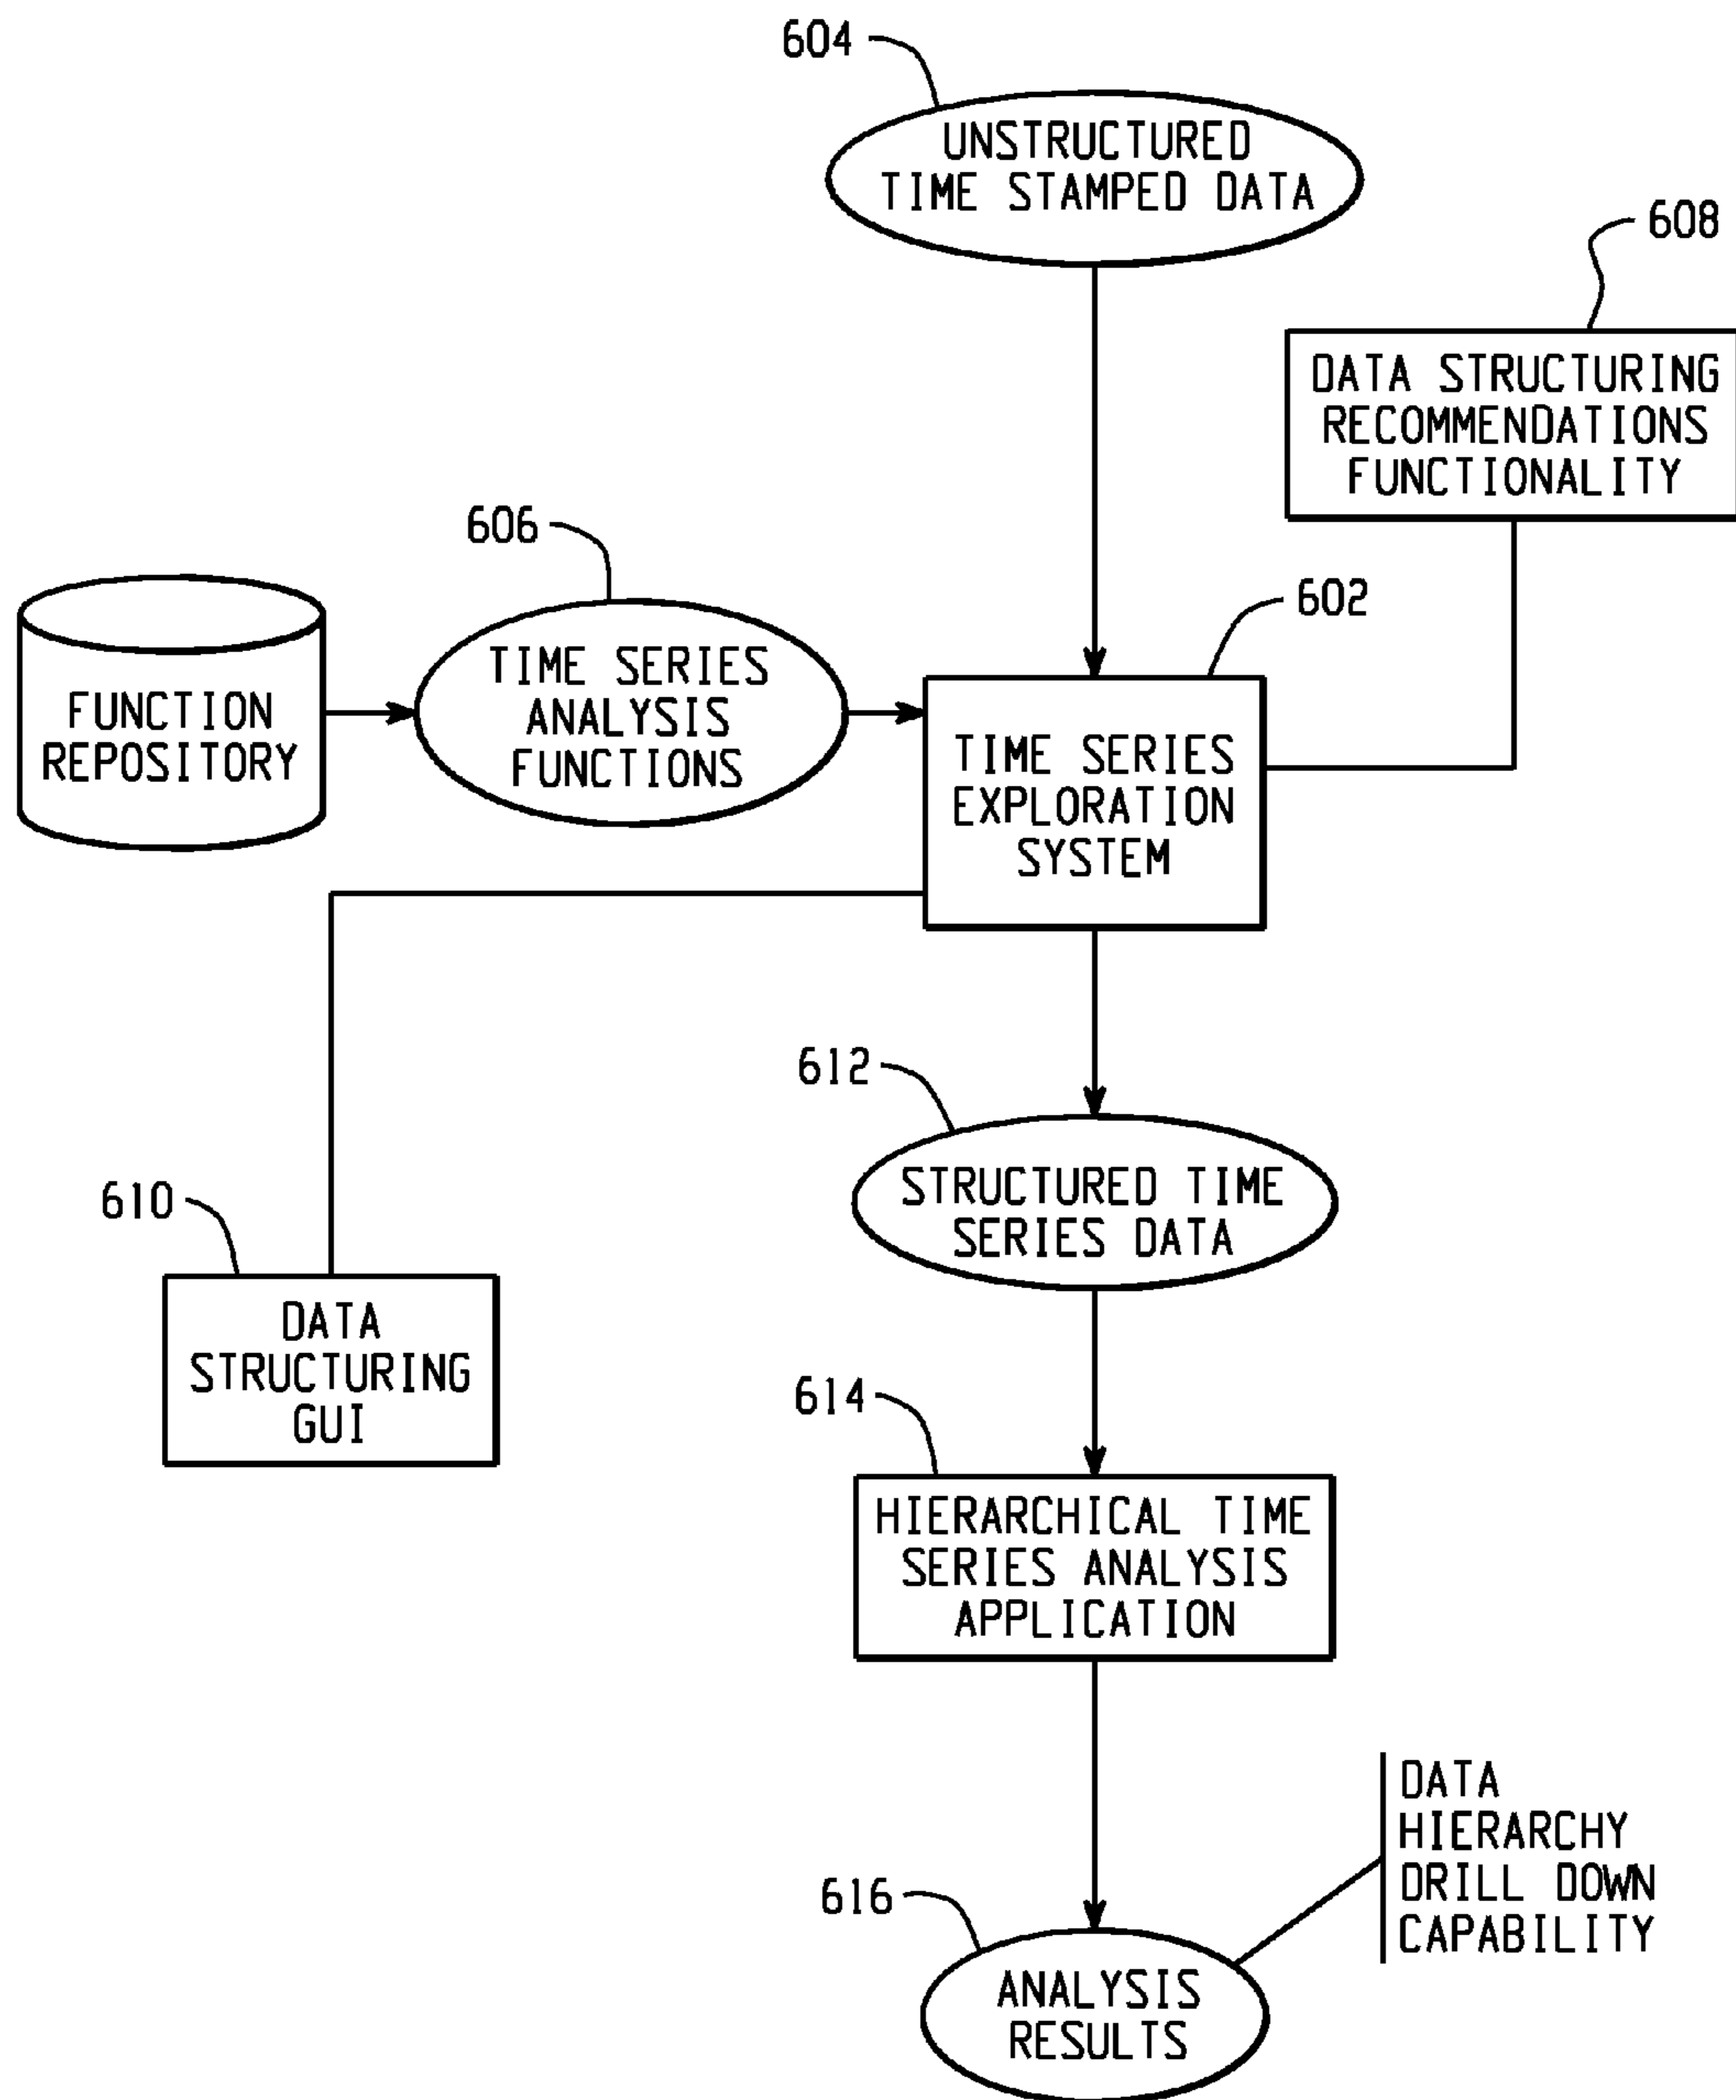 604
UNSTRUCTURED
TIME STAMPED DATA
608
DATA STRUCTURING
RECOMMENDATIONS
FUNCTIONALITY
606
602
FUNCTION
REPOSITORY
TIME SERIES
ANALYSIS
FUNCTIONS
TIME SERIES
EXPLORATION
SYSTEM
612
STRUCTURED TIME
SERIES DATA
610
DATA
STRUCTURING
GUI
614
HIERARCHICAL TIME
SERIES ANALYSIS
APPLICATION
616
DATA
HIERARCHY
DRILL DOWN
CAPABILITY
ANALYSIS
RESULTS